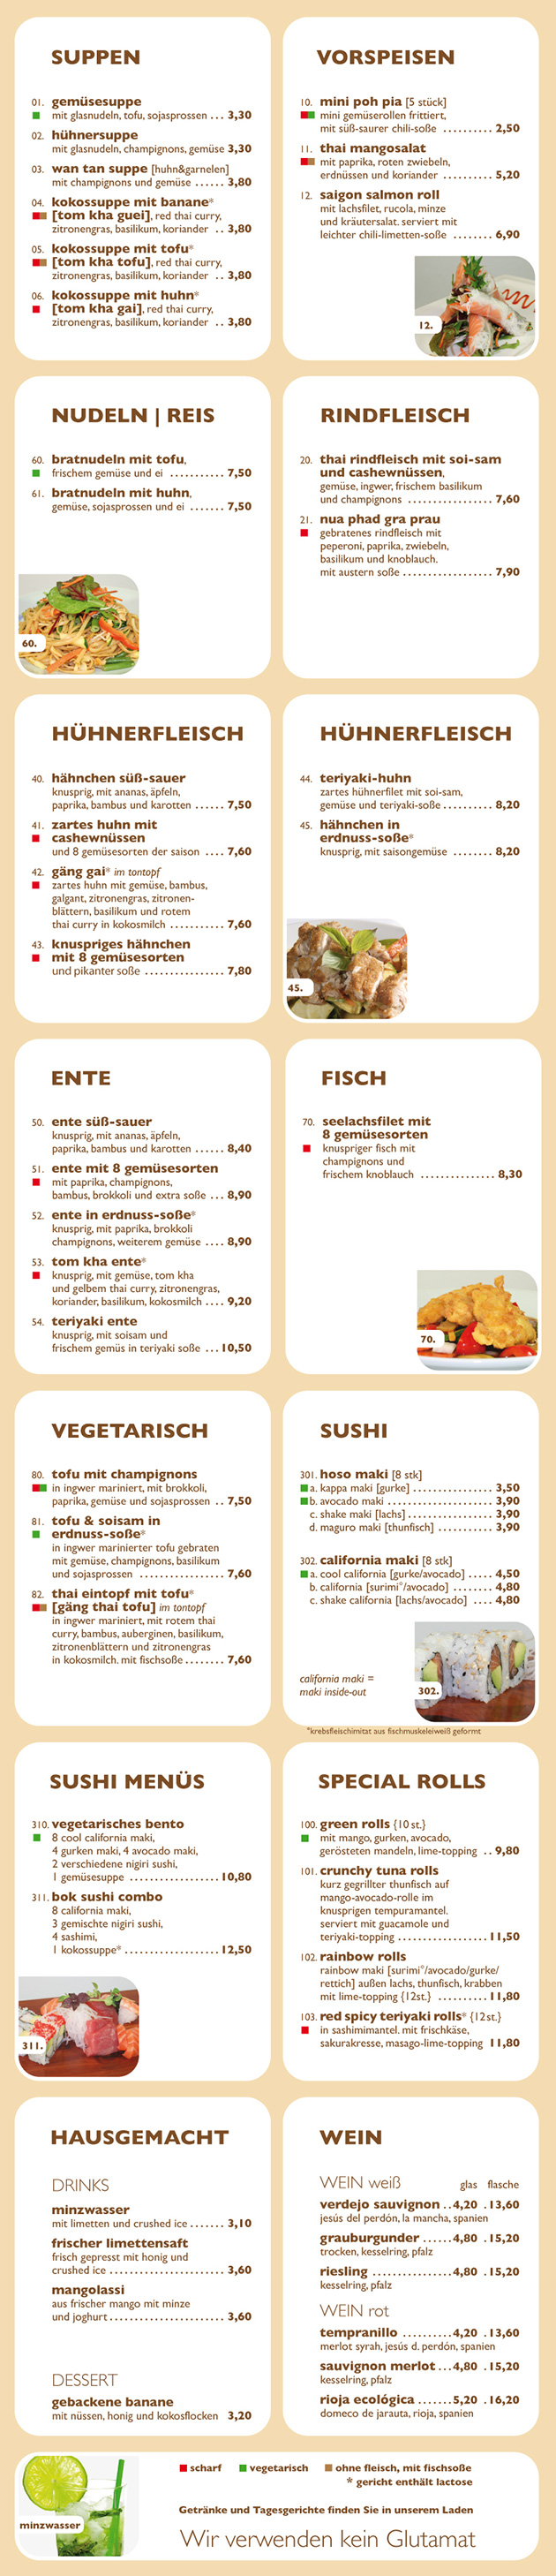 SUPPEN
01. gemüsesuppe
mit glasnudeln, tofu, sojasprossen ... 3,30
02. hühnersuppe
mit glasnudeln, champignons, gemüse 3,30
03. wan tan suppe [huhn&garnelen]
mit champignons und gemüse ...... 3,80
04. kokossuppe mit banane*
[tom kha guei], red thai curry,
zitronengras, basilikum, koriander .. 3,80
05. kokossuppe mit tofu*
[tom kha tofu], red thai curry,
zitronengras, basilikum, koriander .. 3,80
06. kokossuppe mit huhn*
[tom kha gai], red thai curry,
zitronengras, basilikum, koriander .. 3,80
VORSPEISEN
10. mini poh pia [5 stück]
mini gemüserollen frittiert,
mit süß-saurer chili-soße .......... 2,50
11. thai mangosalat
mit paprika, roten zwiebeln,
erdnüssen und koriander .......... 5,20
12. saigon salmon roll
mit lachsfilet, rucola, minze
und kräutersalat. serviert mit
leichter chili-limetten-soße ........ 6,90
12.
NUDELN | REIS
60. bratnudeln mit tofu,
frischem gemüse und ei ........... 7,50
61. bratnudeln mit huhn,
gemüse, sojasprossen und ei ....... 7,50
60.
RINDFLEISCH
20. thai rindfleisch mit soi-sam
und cashewnüssen,
gemüse, ingwer, frischem basilikum
und champignons ................ 7,60
21. nua phad gra prau
gebratenes rindfleisch mit
peperoni, paprika, zwiebeln,
basilikum und knoblauch.
mit austern soße ................. 7,90
HÜHNERFLEISCH
40. hähnchen süß-sauer
knusprig, mit ananas, äpfeln,
paprika, bambus und karotten ...... 7,50
41. zartes huhn mit
cashewnüssen
und 8 gemüsesorten der saison .... 7,60
42. gäng gai* im tontopf
zartes huhn mit gemüse, bambus,
galgant, zitronengras, zitronen-
blättern, basilikum und rotem
thai curry in kokosmilch ........... 7,60
43. knuspriges hähnchen
mit 8 gemüsesorten
und pikanter soße ............... 7,80
HÜHNERFLEISCH
44. teriyaki-huhn
zartes hühnerfilet mit soi-sam,
gemüse und teriyaki-soße .......... 8,20
45. hähnchen in
erdnuss-soße*
knusprig, mit saisongemüse ........ 8,20
45.
ENTE
50. ente süß-sauer
knusprig, mit ananas, äpfeln,
paprika, bambus und karotten ...... 8,40
51. ente mit 8 gemüsesorten
mit paprika, champignons,
bambus, brokkoli und extra soße ... 8,90
52. ente in erdnuss-soße*
knusprig, mit paprika, brokkoli
champignons, weiterem gemüse .... 8,90
53. tom kha ente*
knusprig, mit gemüse, tom kha
und gelbem thai curry, zitronengras,
koriander, basilikum, kokosmilch .... 9,20
54. teriyaki ente
knusprig, mit soisam und
frischem gemüs in teriyaki soße ... 10,50
FISCH
70. seelachsfilet mit
8 gemüsesorten
knuspriger fisch mit
champignons und
frischem knoblauch .............. 8,30
70.
VEGETARISCH
80. tofu mit champignons
in ingwer mariniert, mit brokkoli,
paprika, gemüse und sojasprossen .. 7,50
81. tofu & soisam in
erdnuss-soße*
in ingwer marinierter tofu gebraten
mit gemüse, champignons, basilikum
und sojasprossen ................ 7,60
82. thai eintopf mit tofu*
[gäng thai tofu] im tontopf
in ingwer mariniert, mit rotem thai
curry, bambus, auberginen, basilikum,
zitronenblättern und zitronengras
in kokosmilch. mit fischsoße ....... 7,60
SUSHI
301. hoso maki [8 stk]
a. kappa maki [gurke] .................... 3,50
b. avocado maki ......................... 3,90
c. shake maki [lachs] ..................... 3,90
d. maguro maki [thunfisch] ............... 3,90
302. california maki [8 stk]
a. cool california [gurke/avocado] ..... 4,50
b. california [surimi°/avocado] ....... 4,80
c. shake california [lachs/avocado] .... 4,80
california maki =
maki inside-out
302.
°krebsfleischimitat aus fischmuskeleiweiß geformt
SUSHI MENÜS
310. vegetarisches bento
8 cool california maki,
4 gurken maki, 4 avocado maki,
2 verschiedene nigiri sushi,
1 gemüsesuppe ................. 10,80
311. bok sushi combo
8 california maki,
3 gemischte nigiri sushi,
4 sashimi,
1 kokossuppe* .................. 12,50
311.
SPECIAL ROLLS
100. green rolls {10 st.}
mit mango, gurken, avocado,
gerösteten mandeln, lime-topping .. 9,80
101. crunchy tuna rolls
kurz gegrillter thunfisch auf
mango-avocado-rolle im
knusprigen tempuramantel.
serviert mit guacamole und
teriyaki-topping ................. 11,50
102. rainbow rolls
rainbow maki [surimi°/avocado/gurke/
rettich] außen lachs, thunfisch, krabben
mit lime-topping {12st.} .......... 11,80
103. red spicy teriyaki rolls* {12st.}
in sashimimantel. mit frischkäse,
sakurakresse, masago-lime-topping 11,80
HAUSGEMACHT
DRINKS
minzwasser
mit limetten und crushed ice ....... 3,10
frischer limettensaft
frisch gepresst mit honig und
crushed ice ...................... 3,60
mangolassi
aus frischer mango mit minze
und joghurt ...................... 3,60
DESSERT
gebackene banane
mit nüssen, honig und kokosflocken 3,20
WEIN
WEIN weiß glas flasche
verdejo sauvignon .. 4,20 . 13,60
jesús del perdón, la mancha, spanien
grauburgunder ...... 4,80 . 15,20
trocken, kesselring, pfalz
riesling ................ 4,80 . 15,20
kesselring, pfalz
WEIN rot
tempranillo .......... 4,20 . 13,60
merlot syrah, jesús d. perdón, spanien
sauvignon merlot ... 4,80 . 15,20
kesselring, pfalz
rioja ecológica ....... 5,20 . 16,20
domeco de jarauta, rioja, spanien
minzwasser
scharf vegetarisch ohne fleisch, mit fischsoße
* gericht enthält lactose
Getränke und Tagesgerichte finden Sie in unserem Laden
Wir verwenden kein Glutamat